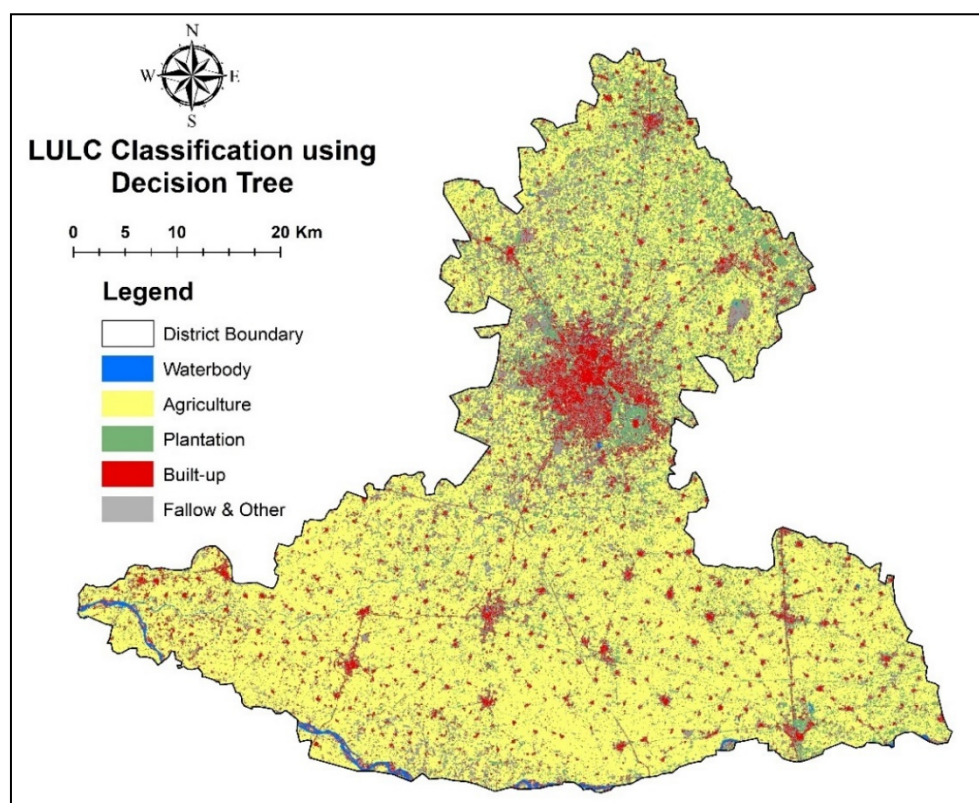 N
W E
S
LULC Classification using
Decision Tree
0 5 10 20 Km
Legend
District Boundary
Waterbody
Agriculture
Plantation
Built-up
Fallow & Other